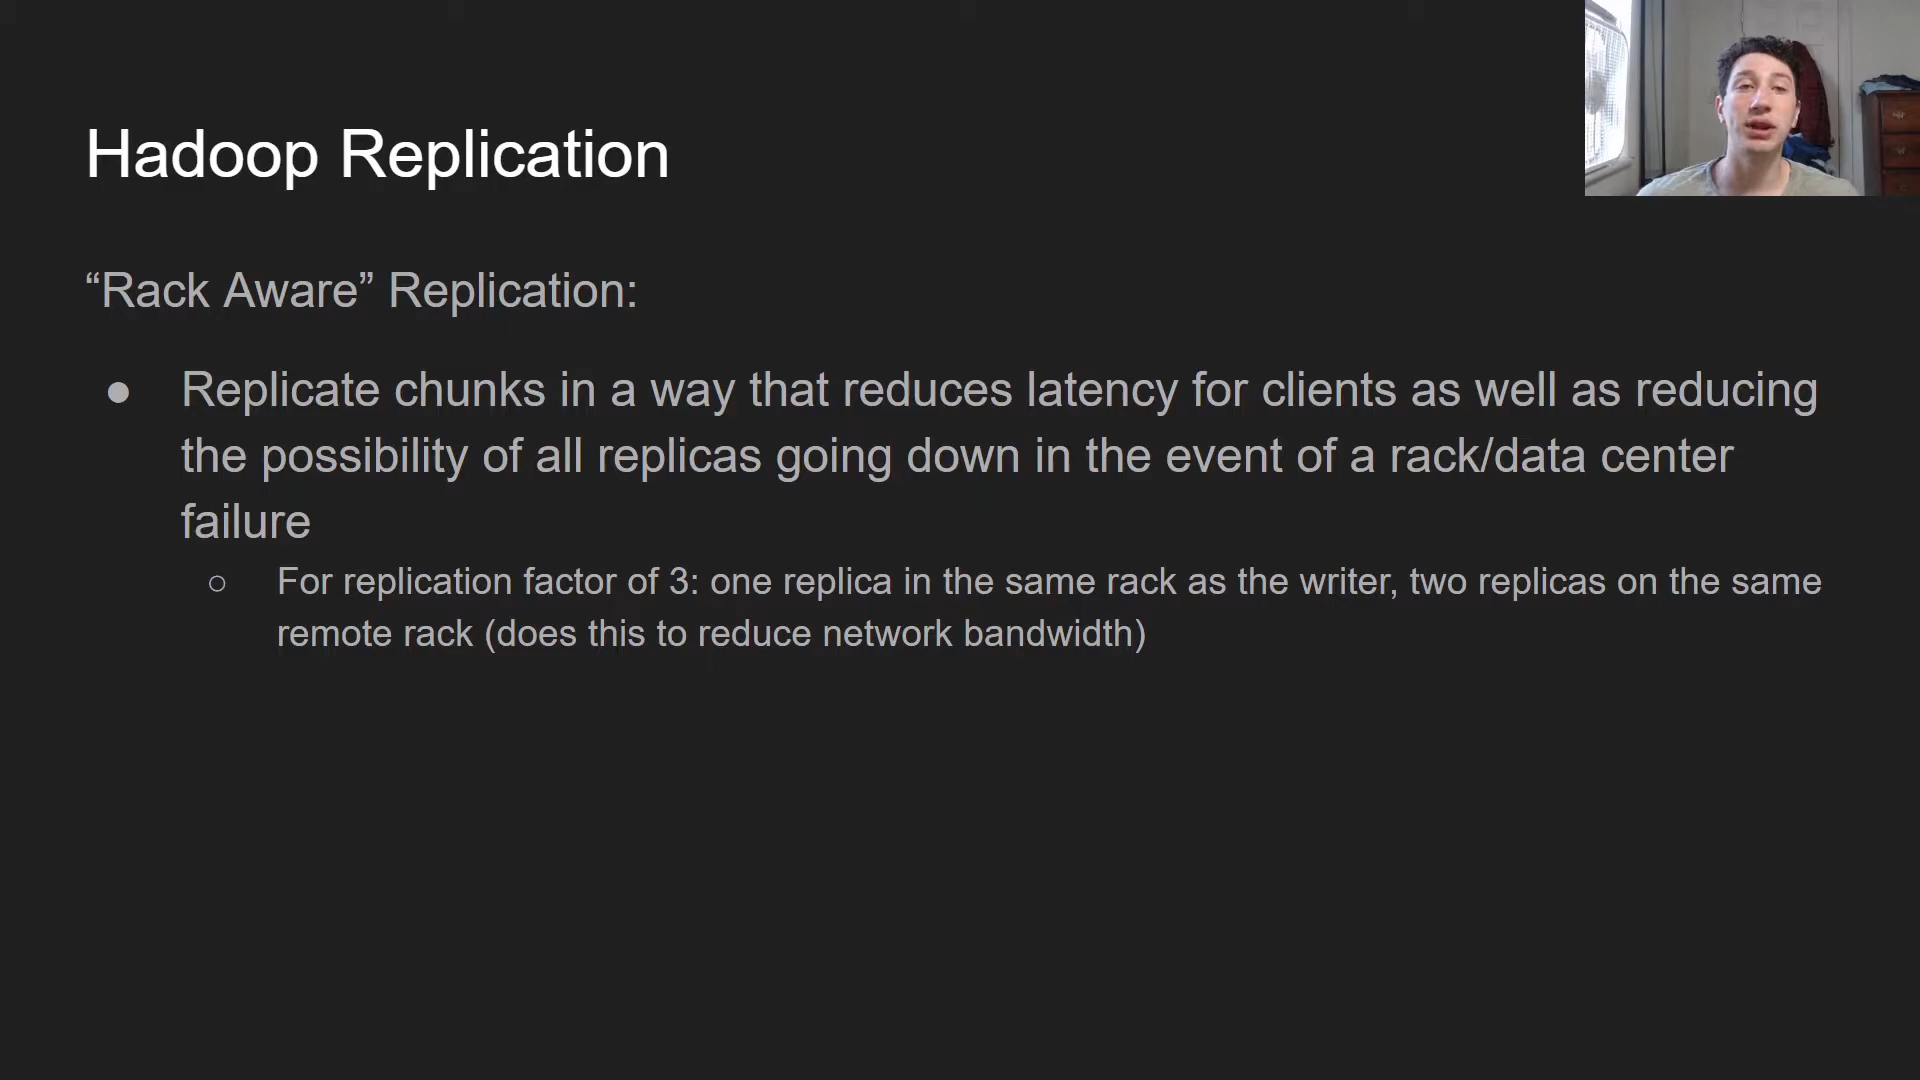 Hadoop Replication
“Rack Aware” Replication:
● Replicate chunks in a way that reduces latency for clients as well as reducing
the possibility of all replicas going down in the event of a rack/data center
failure
○ For replication factor of 3: one replica in the same rack as the writer, two replicas on the same
remote rack (does this to reduce network bandwidth)